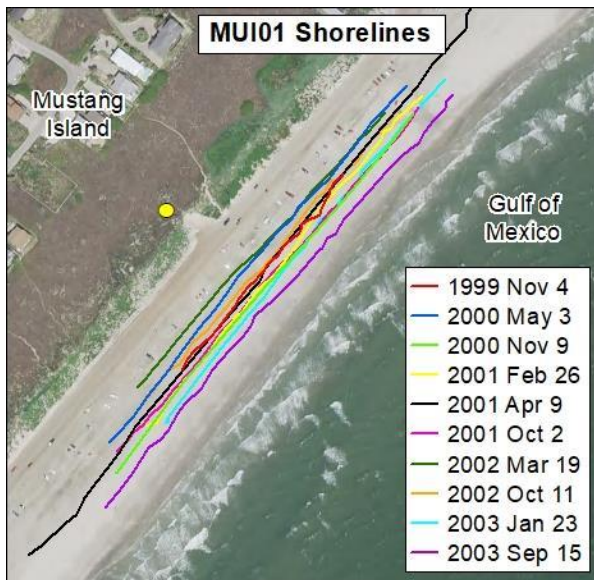 MUI01 Shorelines
Mustang
Island
Gulf of
Mexico
1999 Nov 4
2000 May 3
2000 Nov 9
2001 Feb 26
2001 Apr 9
2001 Oct 2
2002 Mar 19
2002 Oct 11
2003 Jan 23
2003 Sep 15